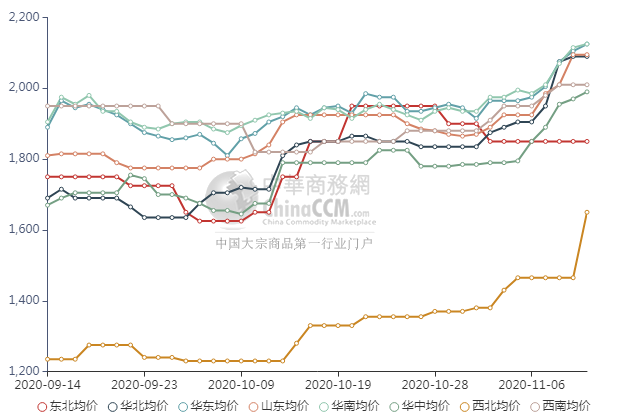 2,200
2,000
1,800
1,600
1,400
1,200
中華商務網
ChinaCCM.com
China Commodity Marketplace
中国大宗商品第一行业门户
2020-09-14 2020-09-23 2020-10-09 2020-10-19 2020-10-28 2020-11-06
东北均价 华北均价 华东均价 山东均价 华南均价 华中均价 西北均价 西南均价